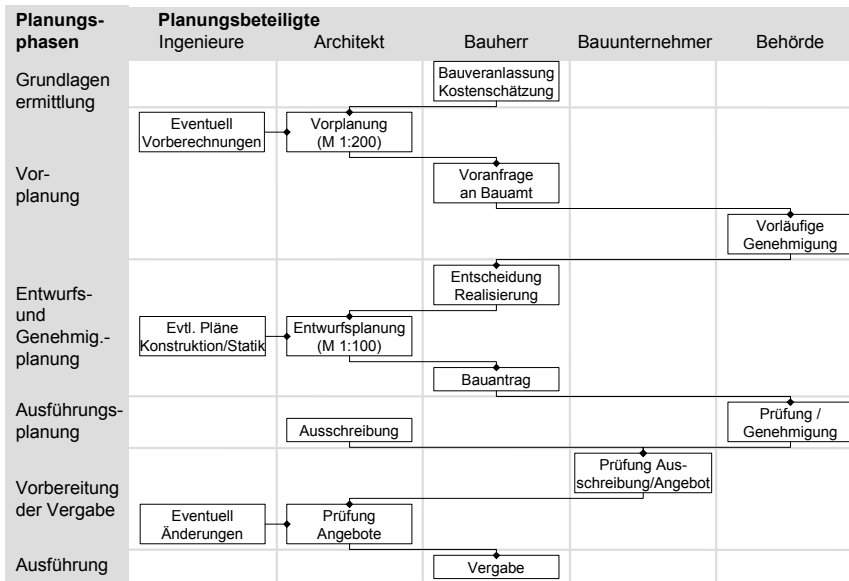 Planungs-
phasen
Planungsbeteiligte
Ingenieure
Architekt
Bauherr
Bauunternehmer
Behörde
Grundlagen
ermittlung
Bauveranlassung
Kostenschätzung
Eventuell
Vorberechnungen
Vorplanung
(M 1:200)
Vor-
planung
Voranfrage
an Bauamt
Vorläufige
Genehmigung
Entwurfs-
und
Genehmig.-
planung
Entscheidung
Realisierung
Evtl. Pläne
Konstruktion/Statik
Entwurfsplanung
(M 1:100)
Bauantrag
Ausführungs-
planung
Ausschreibung
Prüfung /
Genehmigung
Vorbereitung
der Vergabe
Prüfung Aus-
schreibung/Angebot
Eventuell
Änderungen
Prüfung
Angebote
Ausführung
Vergabe